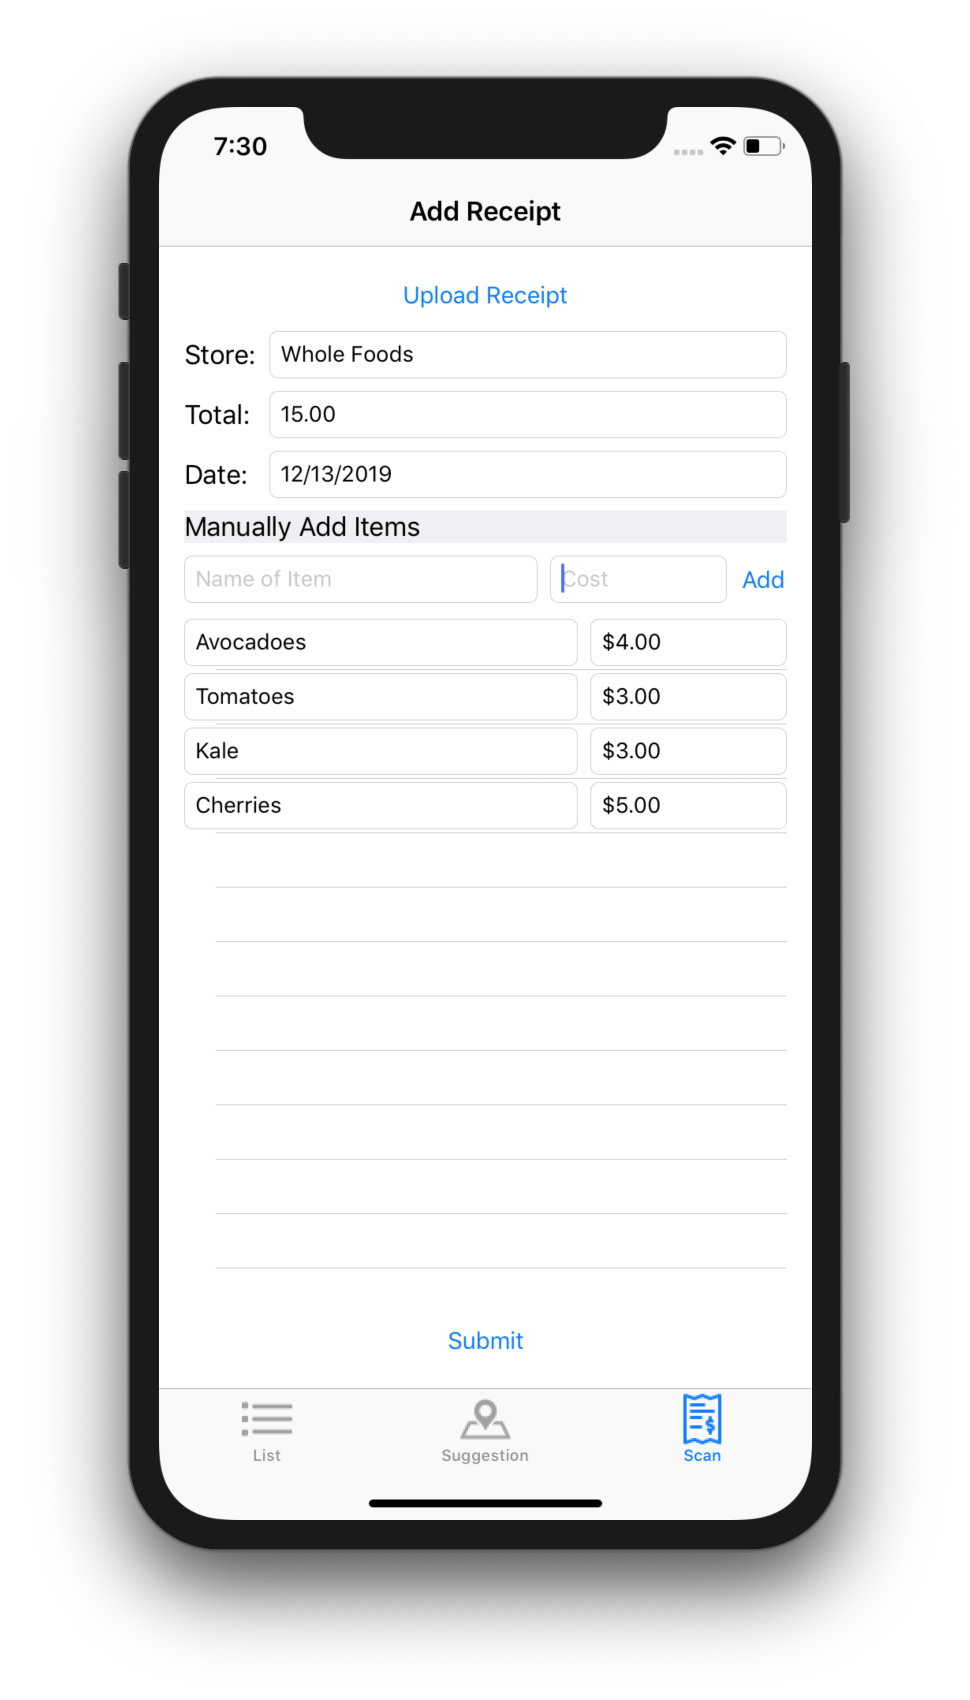 7:30
Add Receipt
Upload Receipt
Store: Whole Foods
Total: 15.00
Date: 12/13/2019
Manually Add Items
Name of Item Cost Add
Avocadoes $4.00
Tomatoes $3.00
Kale $3.00
Cherries $5.00
Submit
$
List Suggestion Scan